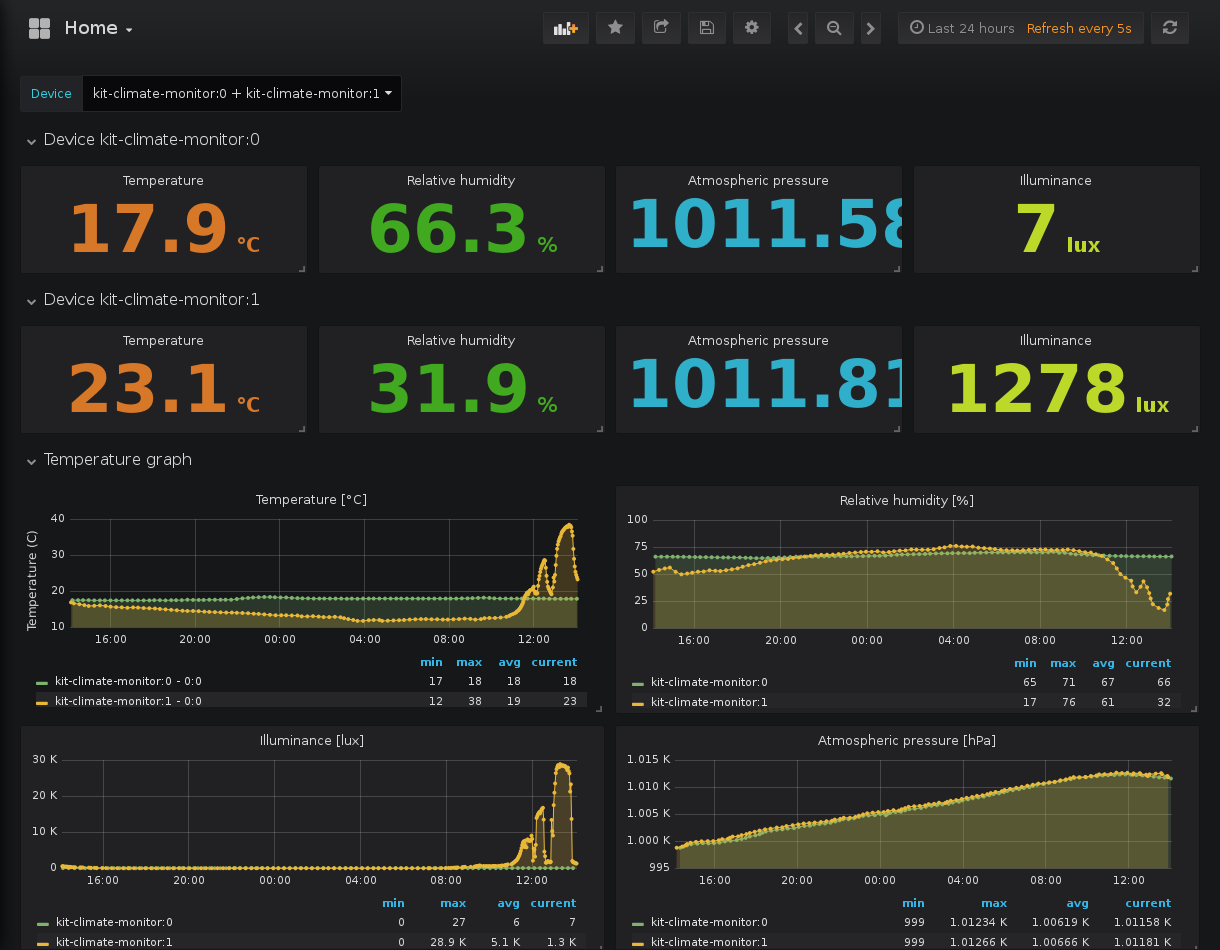 Home
Last 24 hours Refresh every 5s
Device kit-climate-monitor:0 + kit-climate-monitor:1
Device kit-climate-monitor:0
Temperature Relative humidity Atmospheric pressure Illuminance
17.9 °C 66.3 % 1011.58 7 lux
Device kit-climate-monitor:1
Temperature Relative humidity Atmospheric pressure Illuminance
23.1 °C 31.9 % 1011.81 1278 lux
Temperature graph
Temperature [°C]
Temperature (C)
40
30
20
10
16:00 20:00 00:00 04:00 08:00 12:00
min max avg current
kit-climate-monitor:0 - 0:0 17 18 18 18
kit-climate-monitor:1 - 0:0 12 38 19 23
Relative humidity [%]
100
75
50
25
0
16:00 20:00 00:00 04:00 08:00 12:00
min max avg current
kit-climate-monitor:0 65 71 67 66
kit-climate-monitor:1 17 76 61 32
Illuminance [lux]
30 K
20 K
10 K
0
16:00 20:00 00:00 04:00 08:00 12:00
min max avg current
kit-climate-monitor:0 0 27 6 7
kit-climate-monitor:1 0 28.9 K 5.1 K 1.3 K
Atmospheric pressure [hPa]
1.015 K
1.010 K
1.005 K
1.000 K
995
16:00 20:00 00:00 04:00 08:00 12:00
min max avg current
kit-climate-monitor:0 999 1.01234 K 1.00619 K 1.01158 K
kit-climate-monitor:1 999 1.01266 K 1.00666 K 1.01181 K